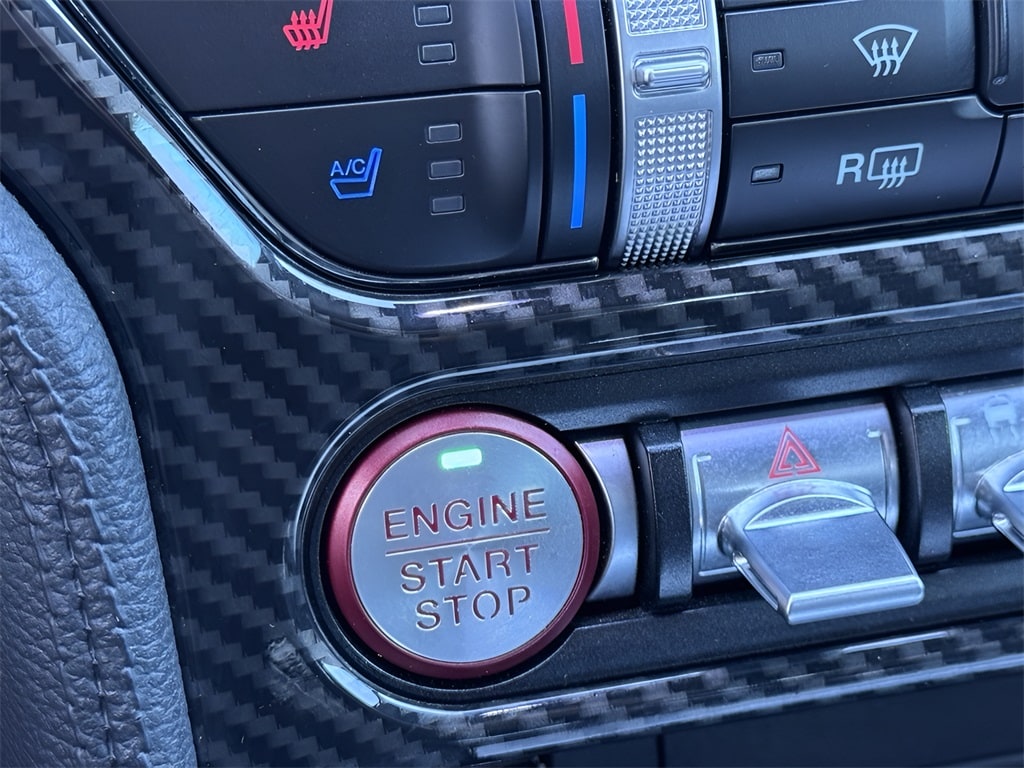 A/C
R
ENGINE
START
STOP